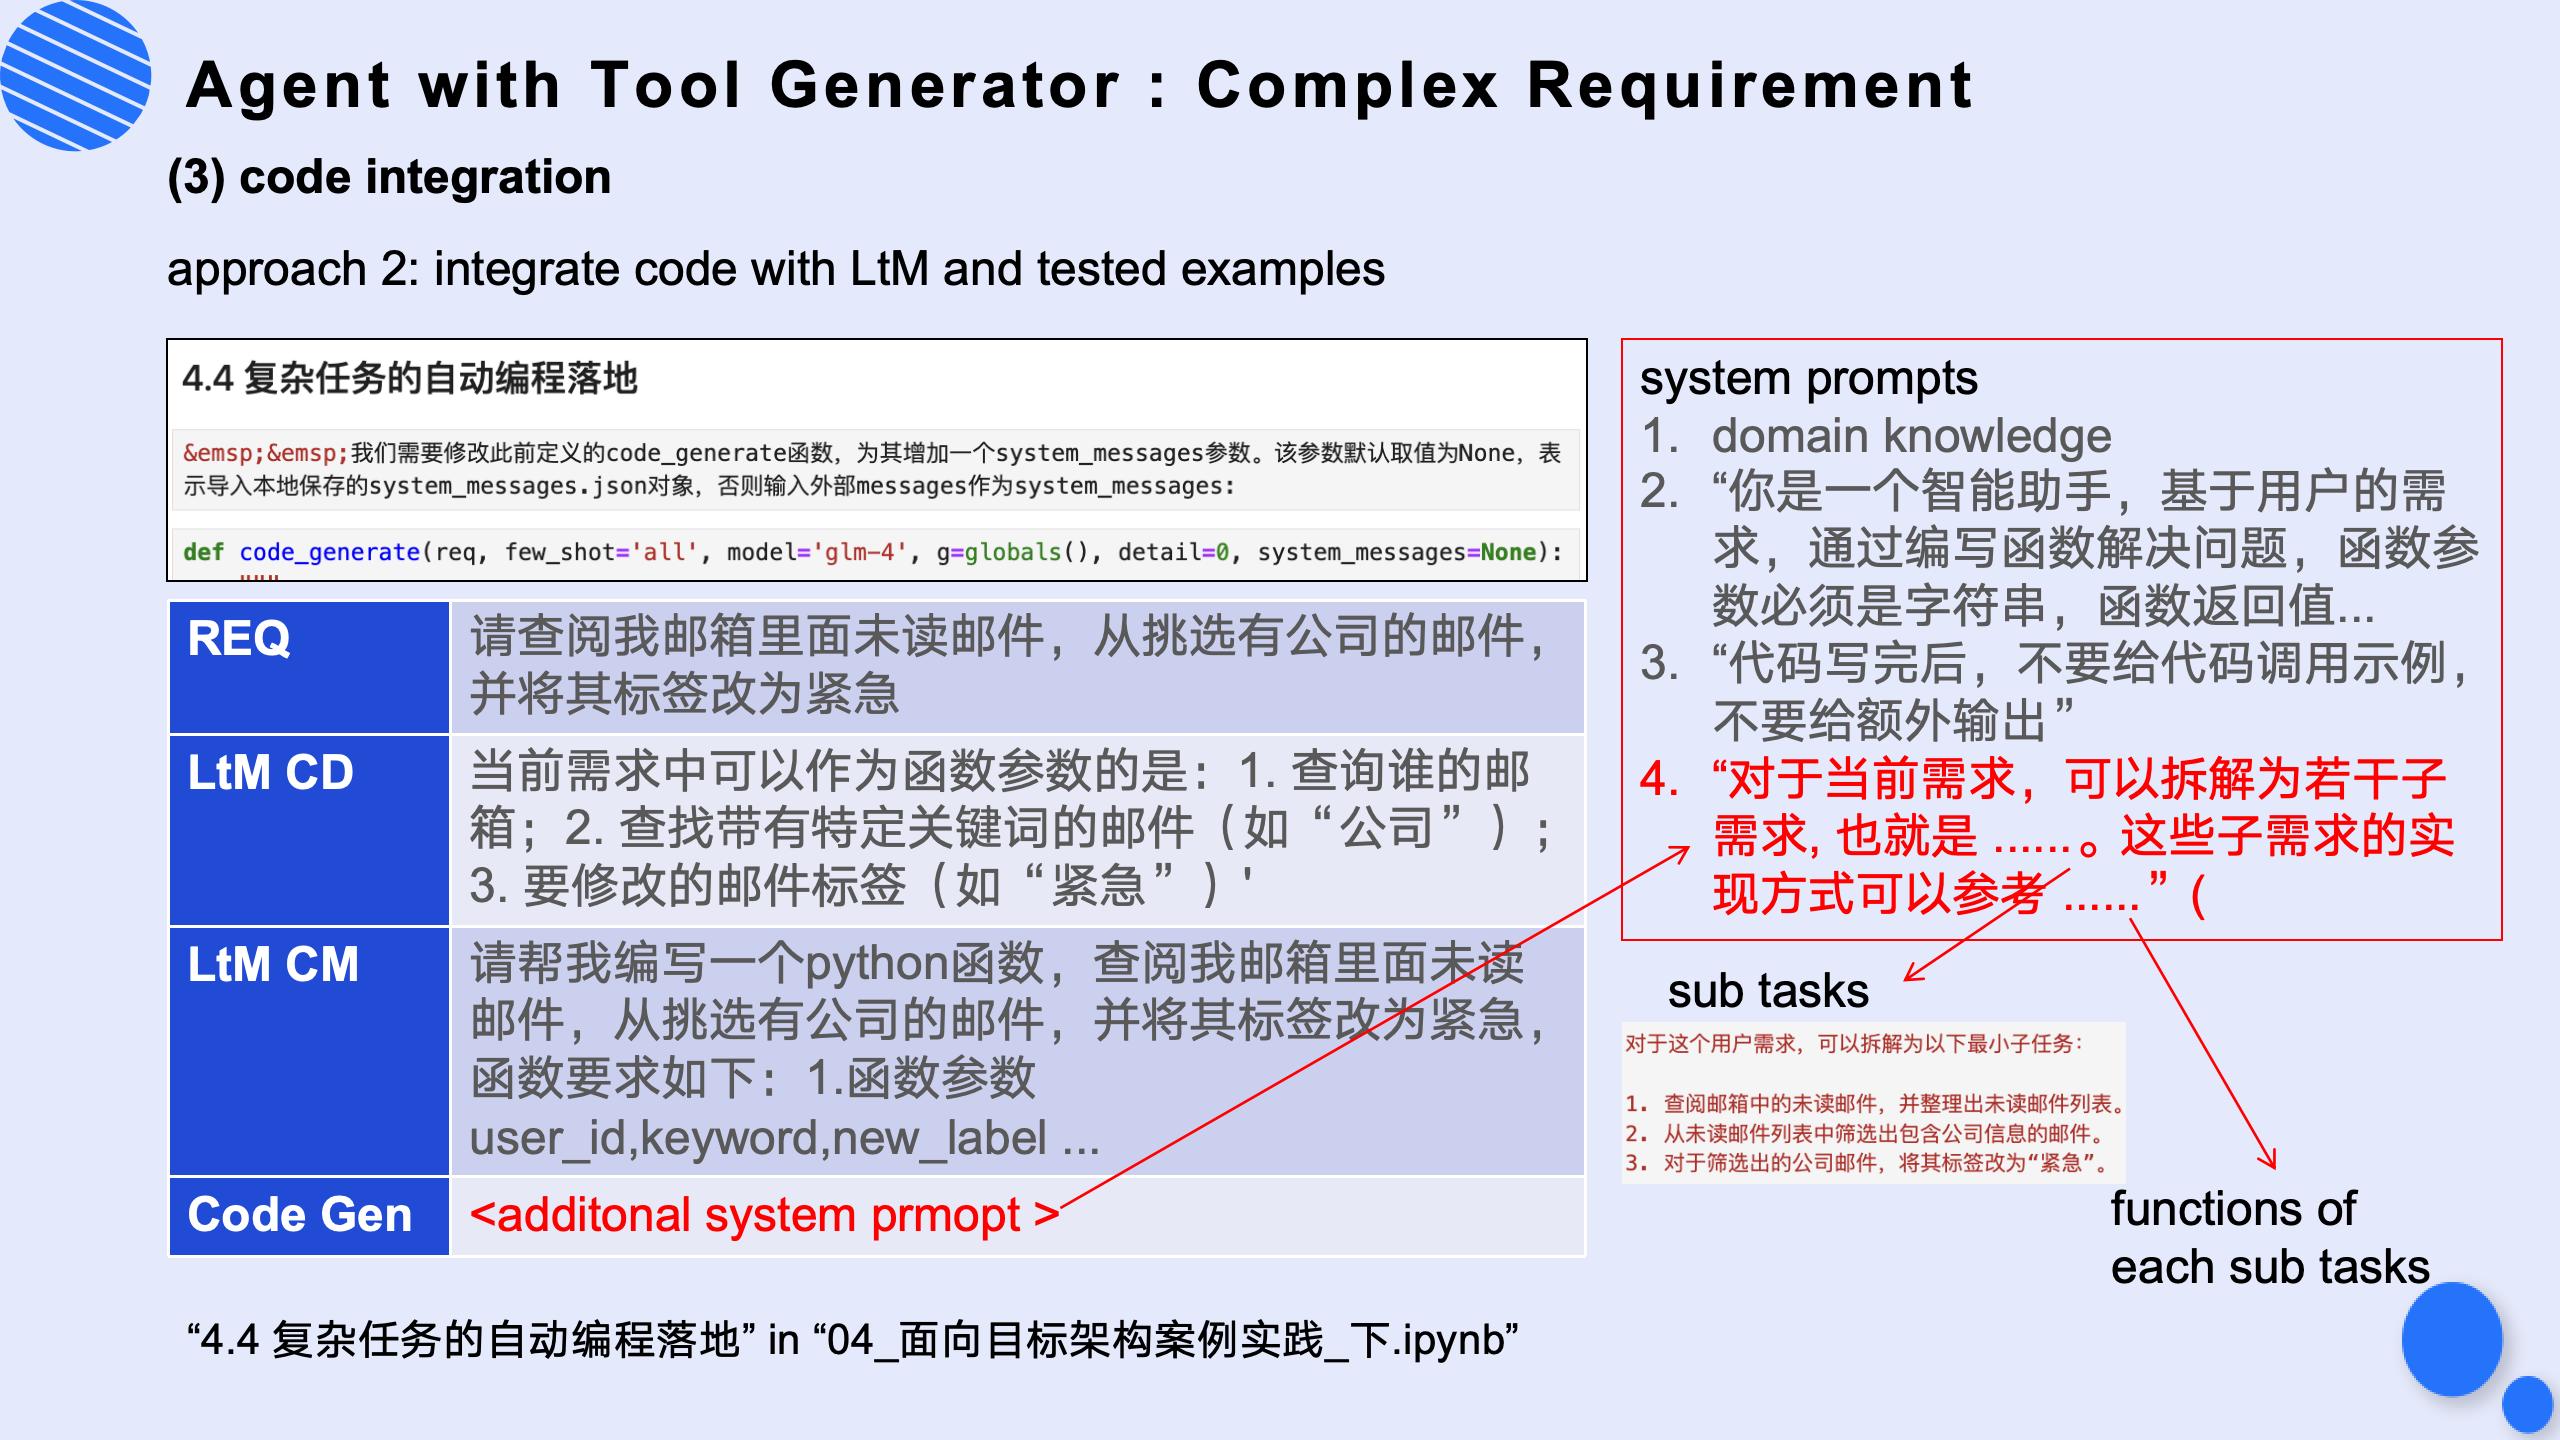 Agent with Tool Generator : Complex Requirement
(3) code integration
approach 2: integrate code with LtM and tested examples
4.4 复杂任务的自动编程落地
&emsp;&emsp;我们需要修改此前定义的code_generate函数，为其增加一个system_messages参数。该参数默认取值为None，表
示导入本地保存的system_messages.json对象，否则输入外部messages作为system_messages:
def code_generate(req, few_shot='all', model='glm-4', g=globals(), detail=0, system_messages=None):
"""
REQ
请查阅我邮箱里面未读邮件，从挑选有公司的邮件，
并将其标签改为紧急
LtM CD
当前需求中可以作为函数参数的是：1. 查询谁的邮
箱；2. 查找带有特定关键词的邮件（如“公司”）；
3. 要修改的邮件标签（如“紧急”）'
LtM CM
请帮我编写一个python函数，查阅我邮箱里面未读
邮件，从挑选有公司的邮件，并将其标签改为紧急，
函数要求如下：1.函数参数
user_id,keyword,new_label ...
Code Gen
<additonal system prmopt >
system prompts
1. domain knowledge
2. “你是一个智能助手，基于用户的需
求，通过编写函数解决问题，函数参
数必须是字符串，函数返回值...
3. “代码写完后，不要给代码调用示例，
不要给额外输出”
4. “对于当前需求，可以拆解为若干子
需求, 也就是 ......。这些子需求的实
现方式可以参考 ......”（
sub tasks
对于这个用户需求，可以拆解为以下最小子任务：
1. 查阅邮箱中的未读邮件，并整理出未读邮件列表。
2. 从未读邮件列表中筛选出包含公司信息的邮件。
3. 对于筛选出的公司邮件，将其标签改为“紧急”。
functions of
each sub tasks
“4.4 复杂任务的自动编程落地” in “04_面向目标架构案例实践_下.ipynb”